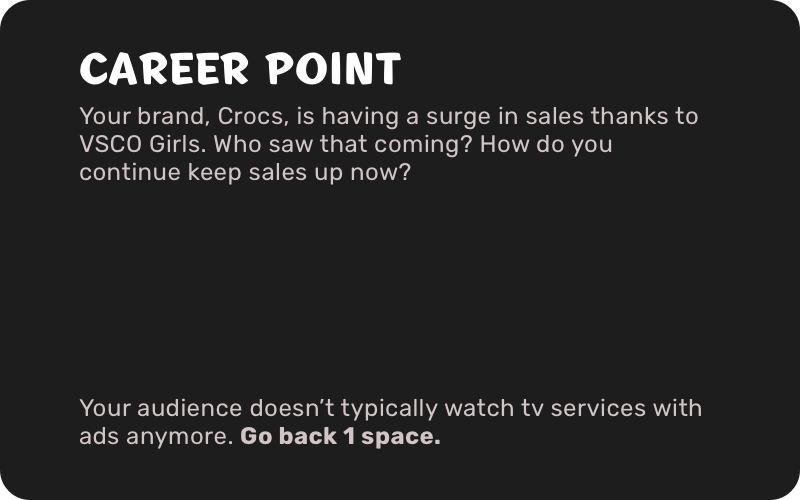 CAREER POINT
Your brand, Crocs, is having a surge in sales thanks to
VSCO Girls. Who saw that coming? How do you
continue keep sales up now?
Your audience doesn’t typically watch tv services with
ads anymore. Go back 1 space.